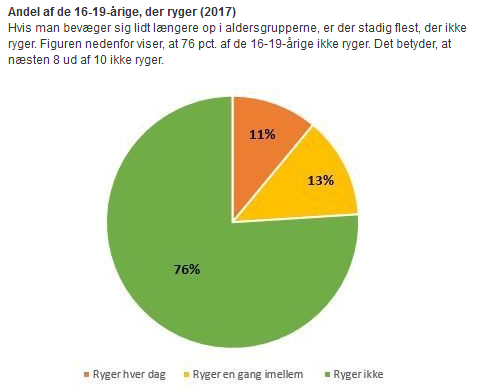 Andel af de 16-19-årige, der ryger (2017)
Hvis man bevæger sig lidt længere op i aldersgrupperne, er der stadig flest, der ikke
ryger. Figuren nedenfor viser, at 76 pct. af de 16-19-årige ikke ryger. Det betyder, at
næsten 8 ud af 10 ikke ryger.
11%
13%
76%
Ryger hver dag Ryger en gang imellem Ryger ikke